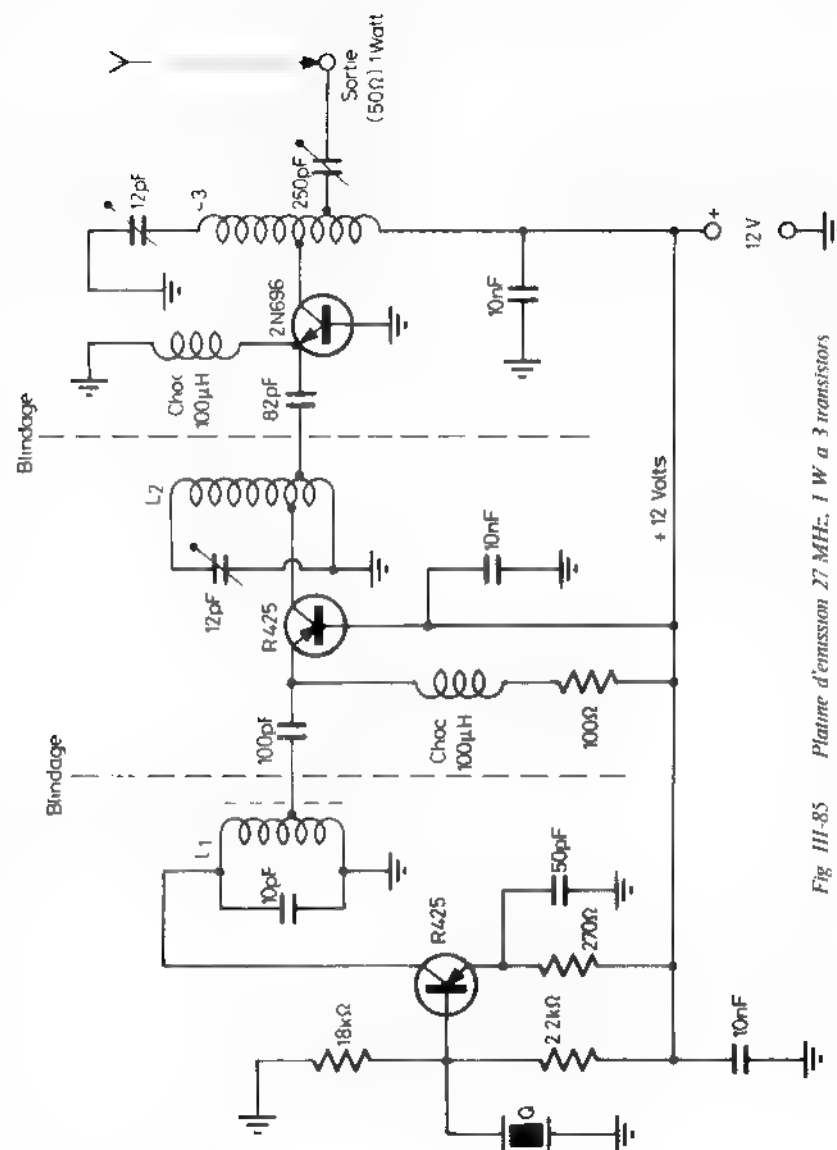 Blindage
Blindage
12pF
L3
250pF
Sortie
(50Ω) 1 Watt
Choc
100µH
2N696
82pF
10nF
+
12 V
L2
12pF
R425
10nF
+ 12 Volts
100pF
Choc
100µH
100Ω
L1
10pF
R425
50pF
270Ω
18kΩ
2 2kΩ
Q
10nF
Fig III-85 Platine d'emission 27 MHz. 1 W a 3 transistors